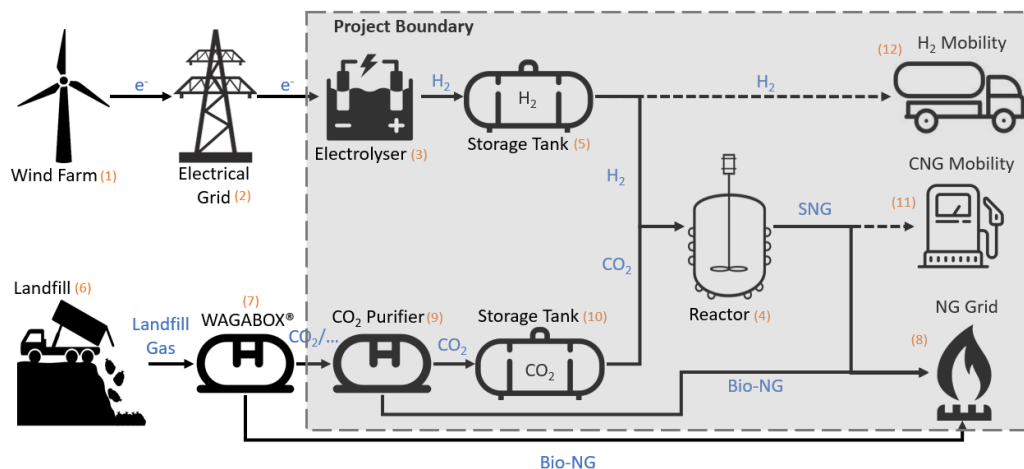 Project Boundary
(12) H₂ Mobility
e⁻
e⁻
H₂
H₂
H₂
Wind Farm (1)
Electrical
Grid (2)
Electrolyser (3)
Storage Tank (5)
CNG Mobility
H₂
SNG
(11)
CO₂
Landfill (6)
(7)
WAGABOX®
CO₂ Purifier (9)
Storage Tank (10)
Reactor (4)
NG Grid
Landfill
Gas
CO₂/...
CO₂
CO₂
(8)
Bio-NG
Bio-NG